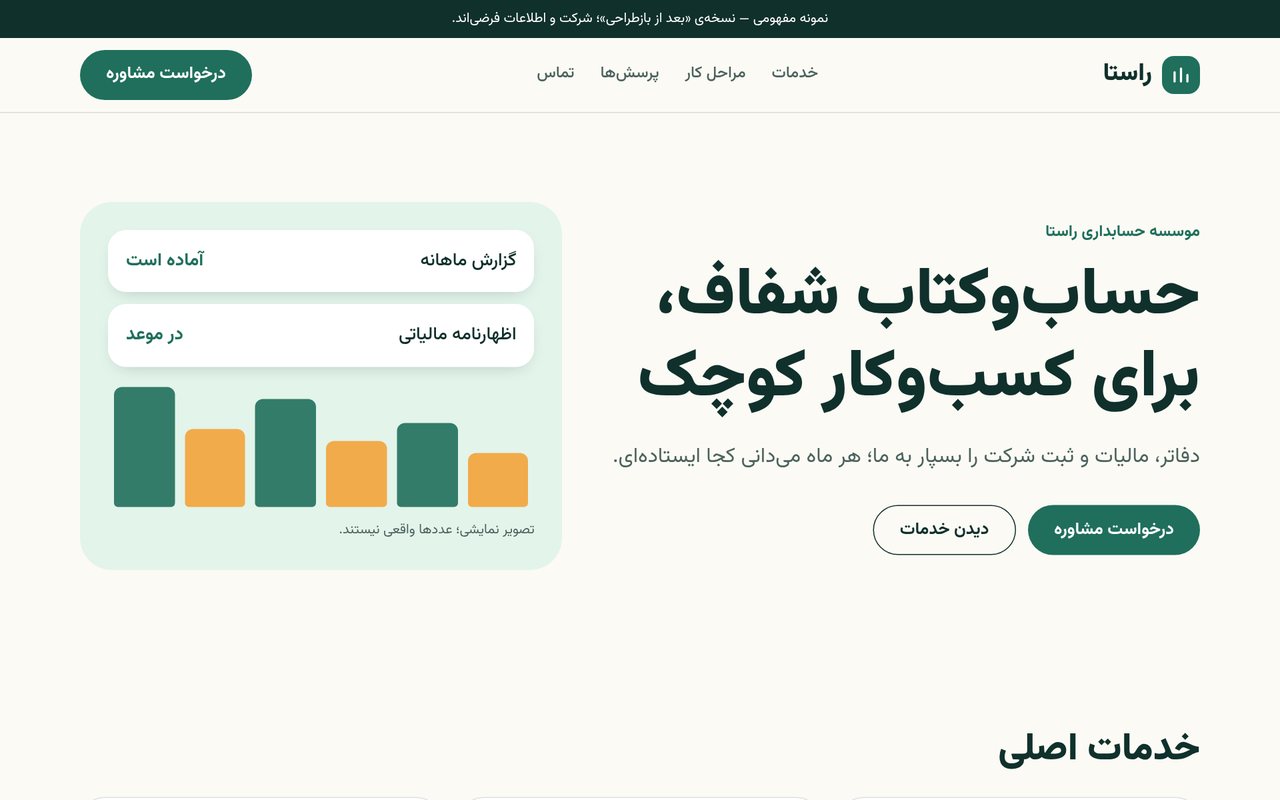 نمونه مفهومی — نسخه‌ی «بعد از بازطراحی»؛ شرکت و اطلاعات فرضی‌اند.
راستا
خدمات
مراحل کار
پرسش‌ها
تماس
درخواست مشاوره
موسسه حسابداری راستا
حساب‌وکتاب شفاف،
برای کسب‌وکار کوچک
دفاتر، مالیات و ثبت شرکت را بسپار به ما؛ هر ماه می‌دانی کجا ایستاده‌ای.
درخواست مشاوره
دیدن خدمات
گزارش ماهانه
آماده است
اظهارنامه مالیاتی
در موعد
تصویر نمایشی؛ عددها واقعی نیستند.
خدمات اصلی